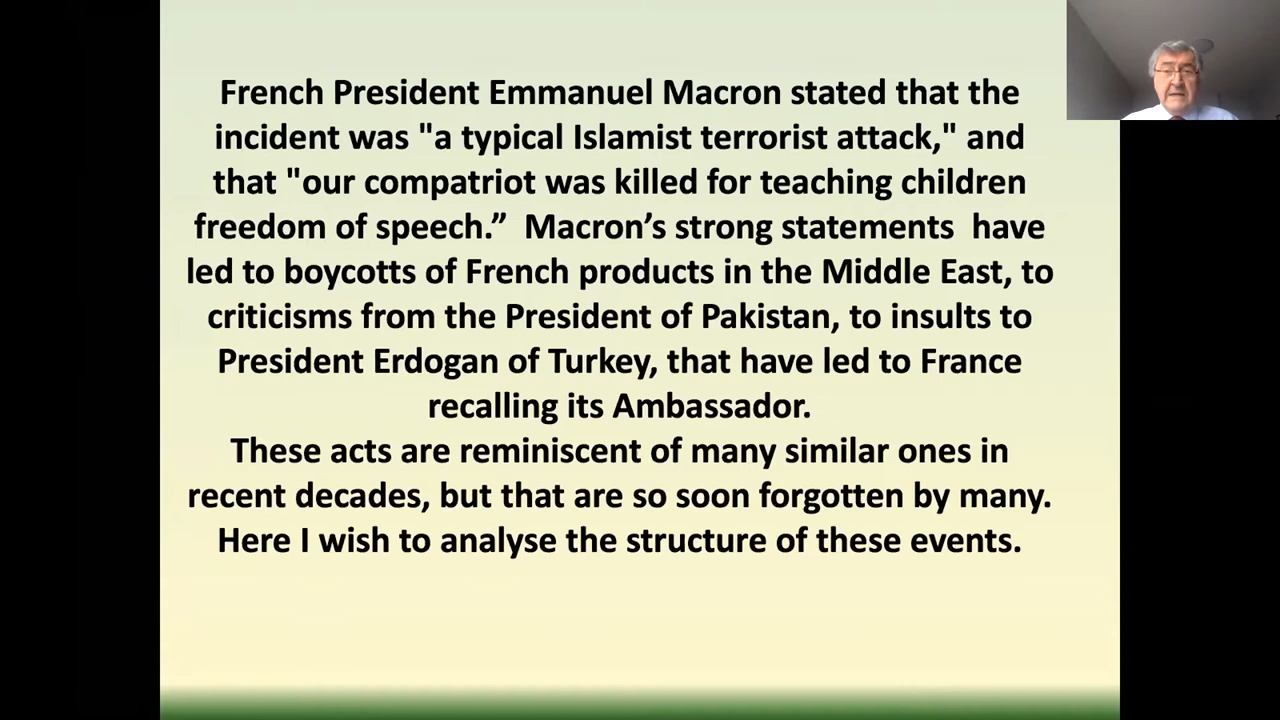 French President Emmanuel Macron stated that the
incident was "a typical Islamist terrorist attack," and
that "our compatriot was killed for teaching children
freedom of speech.”  Macron’s strong statements  have
led to boycotts of French products in the Middle East, to
criticisms from the President of Pakistan, to insults to
President Erdogan of Turkey, that have led to France
recalling its Ambassador.
These acts are reminiscent of many similar ones in
recent decades, but that are so soon forgotten by many.
Here I wish to analyse the structure of these events.